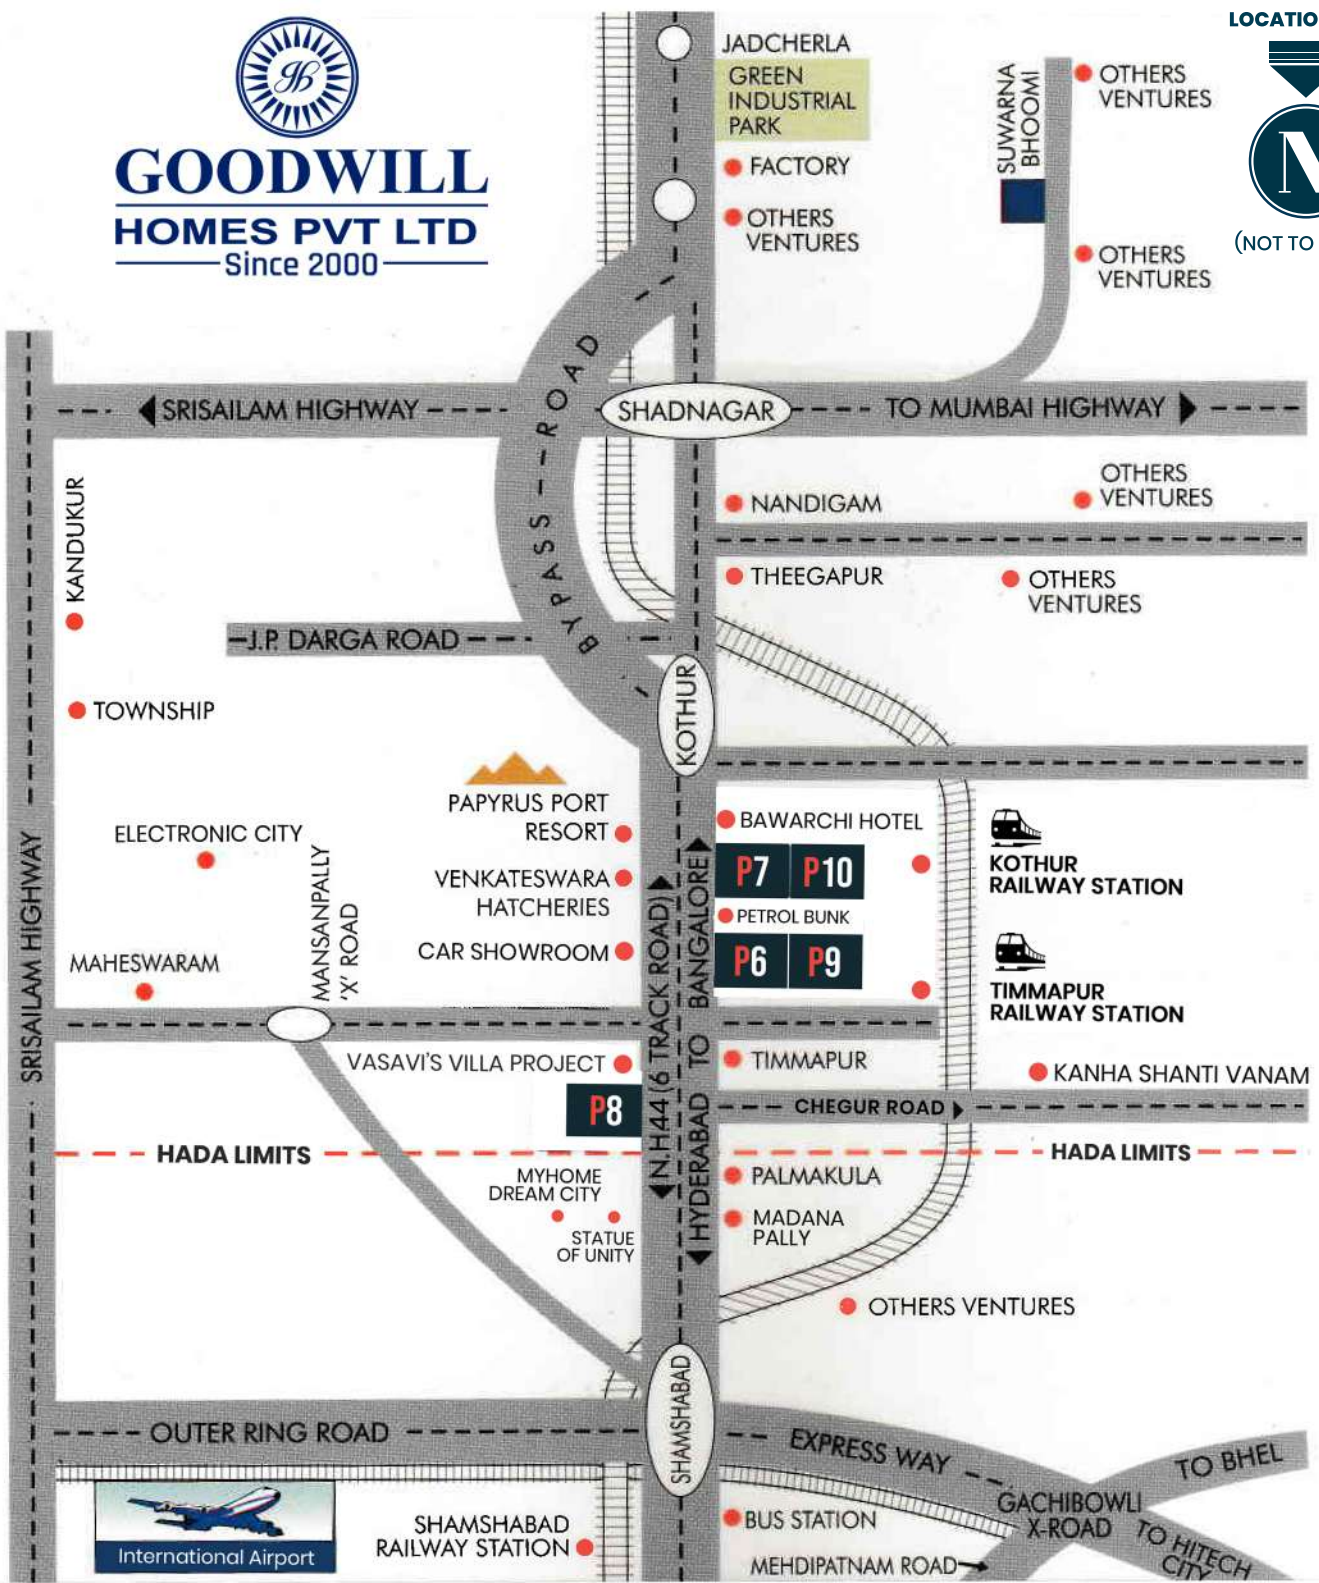 GOODWILL
HOMES PVT LTD
Since 2000
JADCHERLA
GREEN
INDUSTRIAL
PARK
FACTORY
OTHERS
VENTURES
SUWARNA
BHOOMI
OTHERS
VENTURES
OTHERS
VENTURES
(NOT TO
BYPASS ROAD
SRISAILAM HIGHWAY
SHADNAGAR
TO MUMBAI HIGHWAY
KANDUKUR
NANDIGAM
OTHERS
VENTURES
THEEGAPUR
OTHERS
VENTURES
J.P. DARGA ROAD
TOWNSHIP
KOTHUR
PAPYRUS PORT
RESORT
BAWARCHI HOTEL
ELECTRONIC CITY
SRISAILAM HIGHWAY
MANSANPALLY
'X' ROAD
VENKATESWARA
HATCHERIES
P7
P10
KOTHUR
RAILWAY STATION
PETROL BUNK
CAR SHOWROOM
MAHESWARAM
P6
P9
TIMMAPUR
RAILWAY STATION
N.H44 (6 TRACK ROAD)
HYDERABAD TO BANGALORE
VASAVI'S VILLA PROJECT
TIMMAPUR
KANHA SHANTI VANAM
P8
CHEGUR ROAD
HADA LIMITS
HADA LIMITS
MYHOME
DREAM CITY
PALMAKULA
STATUE
OF UNITY
MADANA
PALLY
OTHERS VENTURES
SHAMSHABAD
OUTER RING ROAD
EXPRESS WAY
TO BHEL
GACHIBOWLI
X-ROAD
TO HITECH
CITY
International Airport
SHAMSHABAD
RAILWAY STATION
BUS STATION
MEHDIPATNAM ROAD